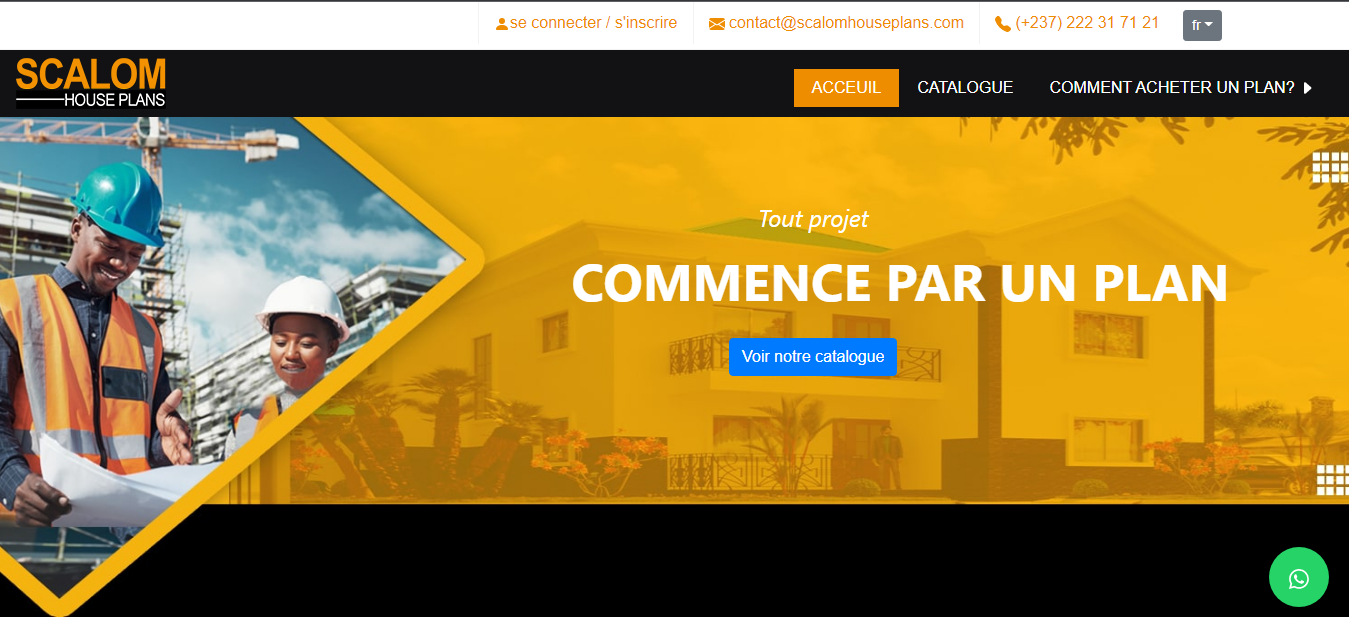 se connecter / s'inscrire
contact@scalomhouseplans.com
(+237) 222 31 71 21
fr
SCALOM
HOUSE PLANS
ACCEUIL
CATALOGUE
COMMENT ACHETER UN PLAN?
Tout projet
COMMENCE PAR UN PLAN
Voir notre catalogue